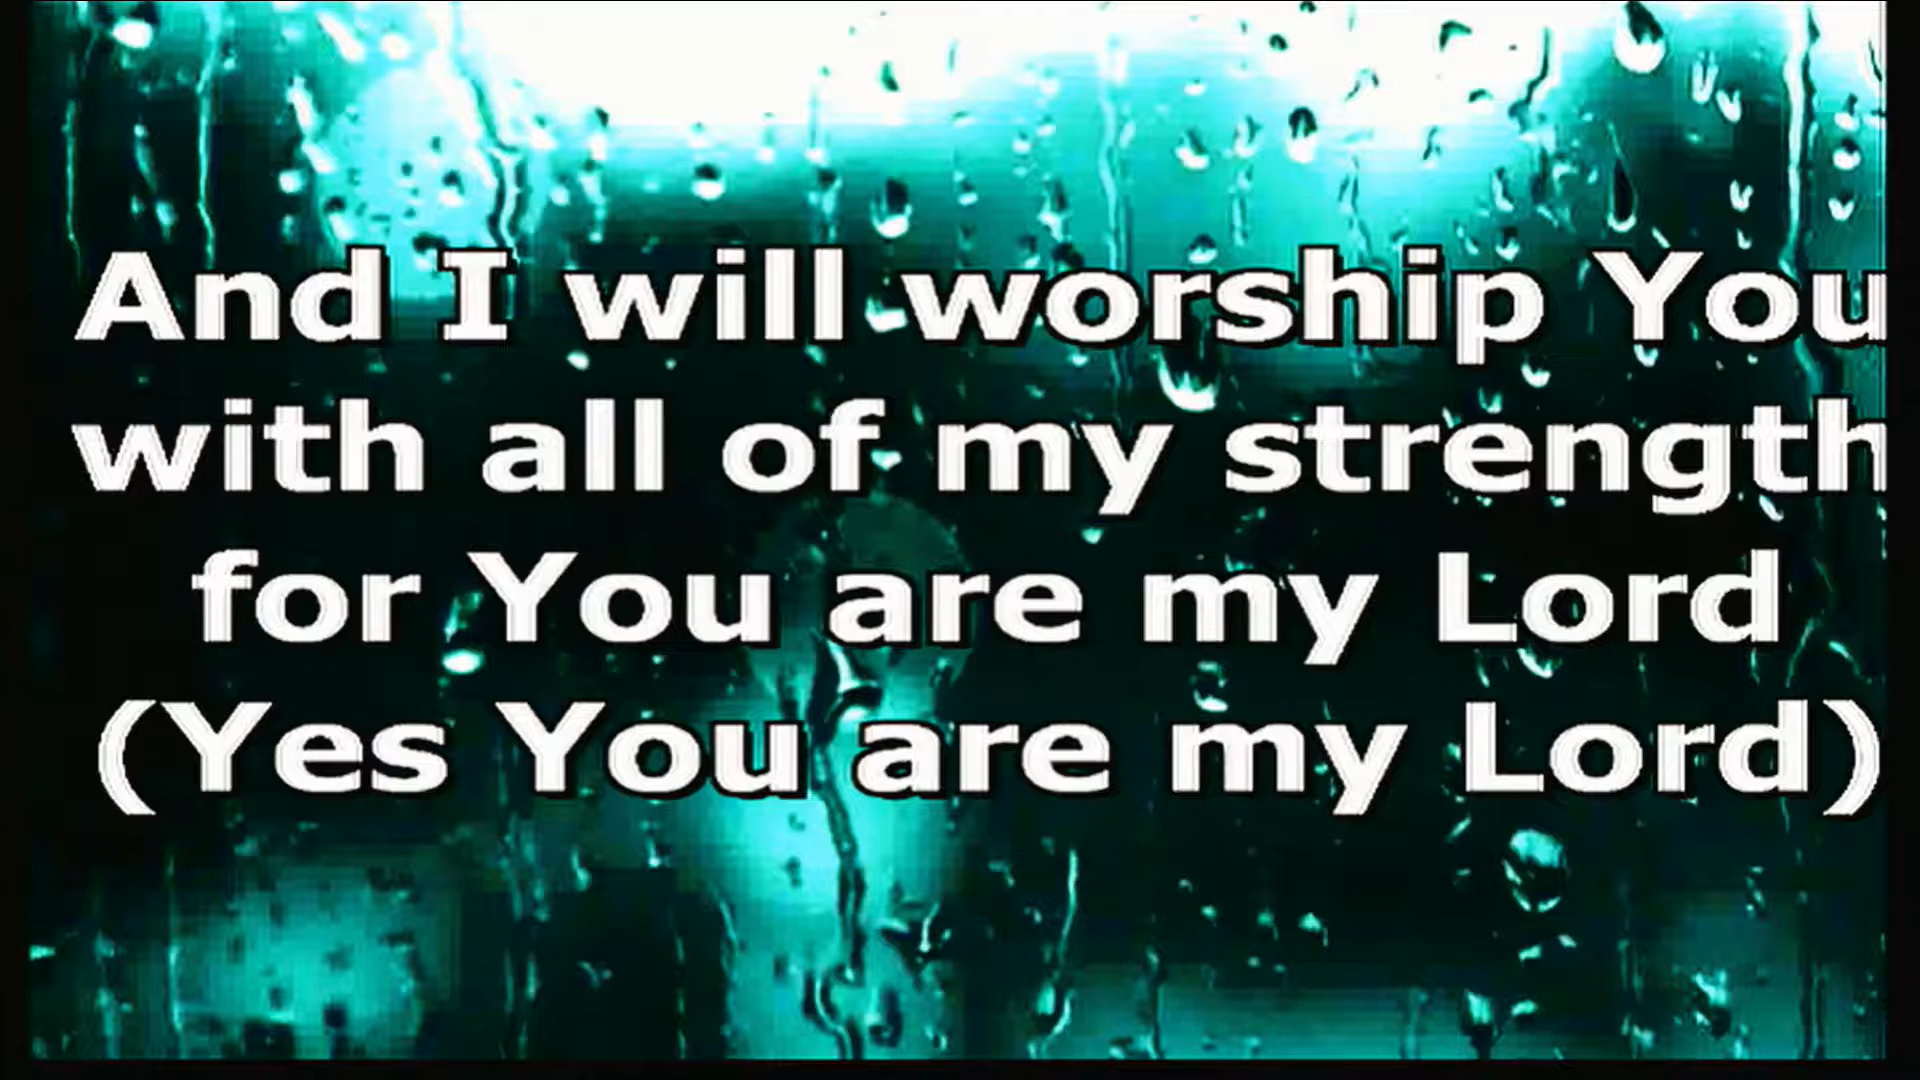 And I will worship You
with all of my strength
for You are my Lord
(Yes You are my Lord)